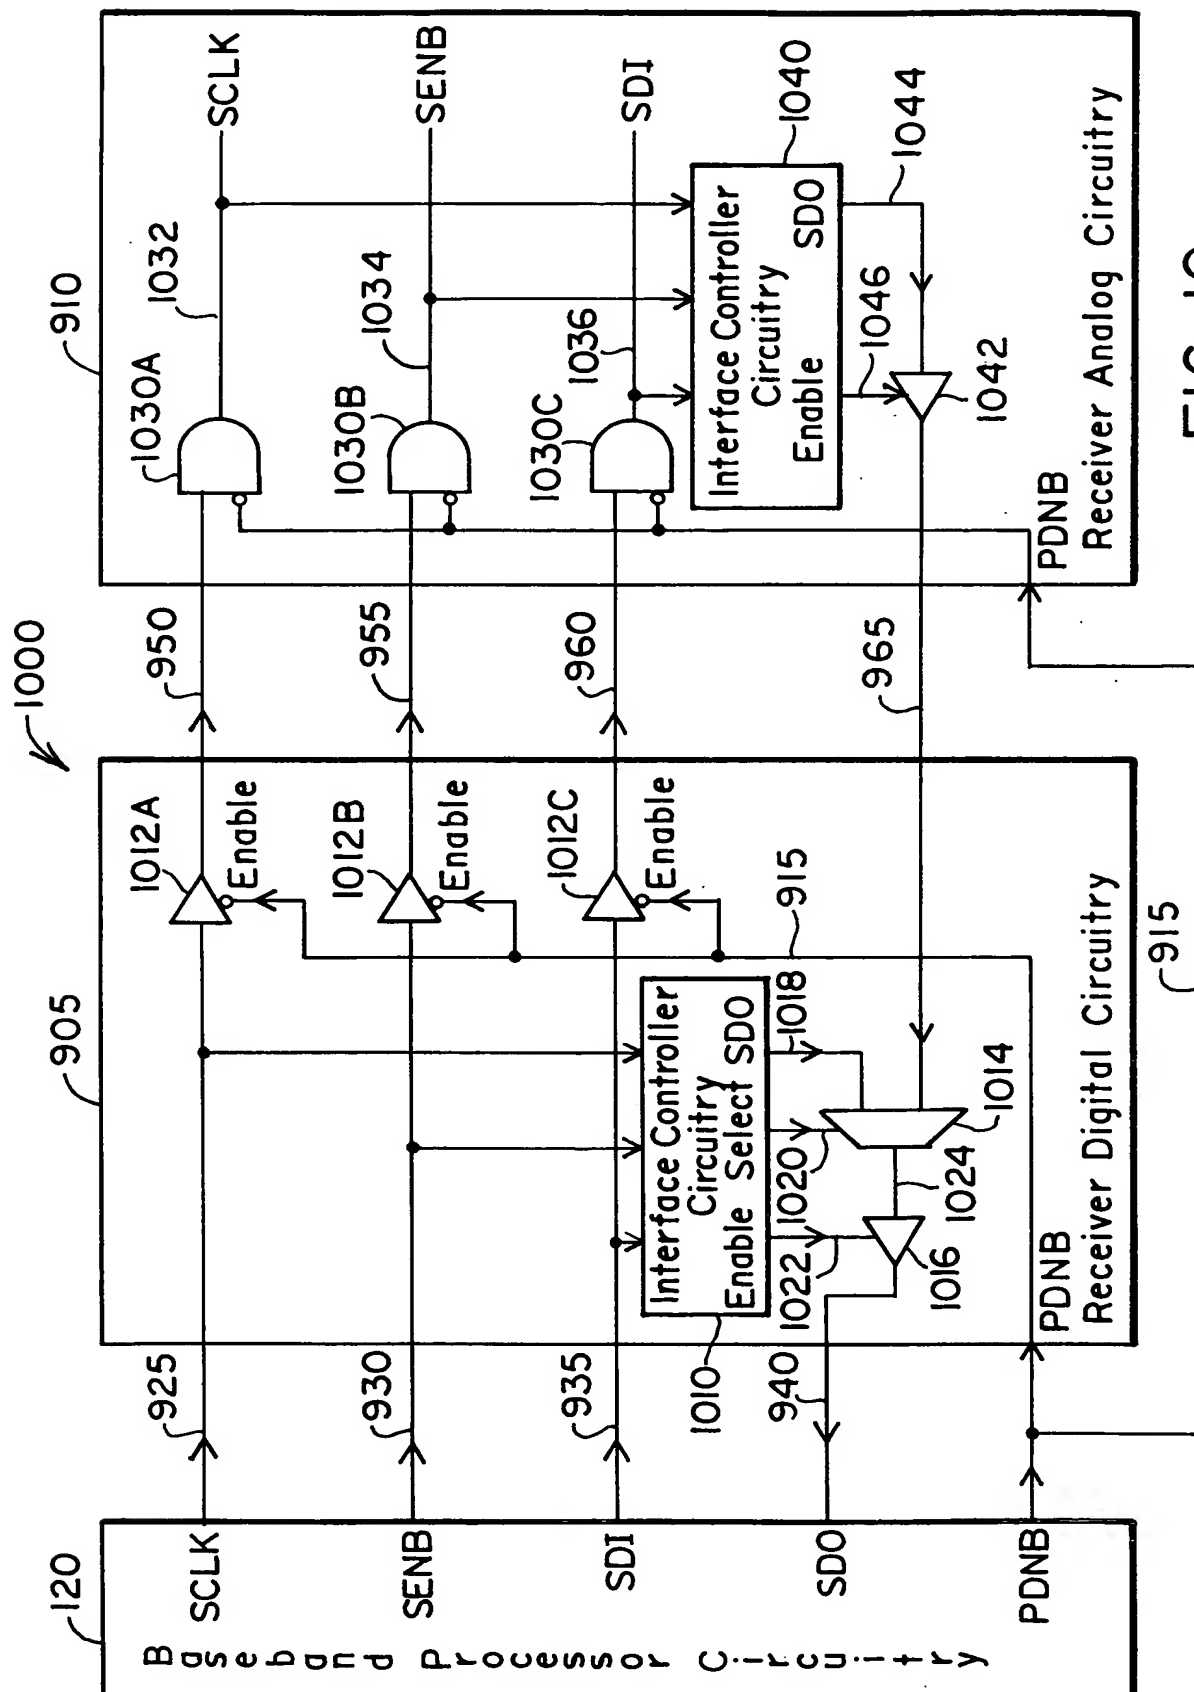 1000
120
Baseband Processor Circuitry
SCLK
SENB
SDI
SDO
PDNB
925
930
935
940
905
1012A
Enable
1012B
Enable
1012C
Enable
915
Interface Controller
Circuitry
Enable Select SDO
1010
1018
1020
1022
1014
1024
1016
PDNB
Receiver Digital Circuitry
915
950
955
960
965
910
1030A
1032
SCLK
1030B
1034
SENB
1030C
1036
SDI
Interface Controller
Circuitry
Enable SDO
1040
1044
1046
1042
PDNB
Receiver Analog Circuitry